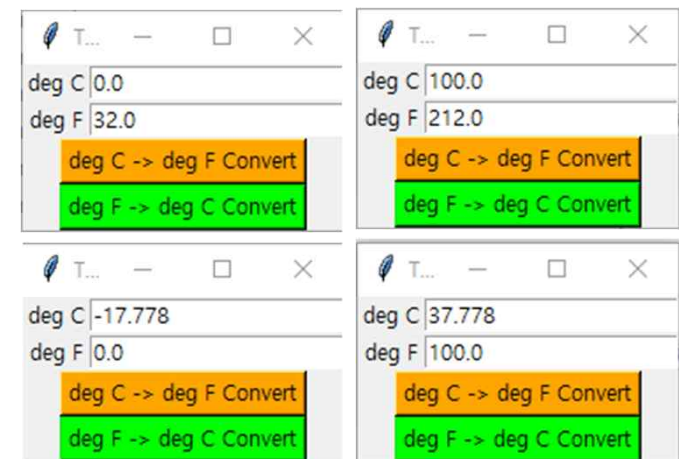 T...
deg C 0.0
deg F 32.0
deg C -> deg F Convert
deg F -> deg C Convert
T...
deg C 100.0
deg F 212.0
deg C -> deg F Convert
deg F -> deg C Convert
T...
deg C -17.778
deg F 0.0
deg C -> deg F Convert
deg F -> deg C Convert
T...
deg C 37.778
deg F 100.0
deg C -> deg F Convert
deg F -> deg C Convert